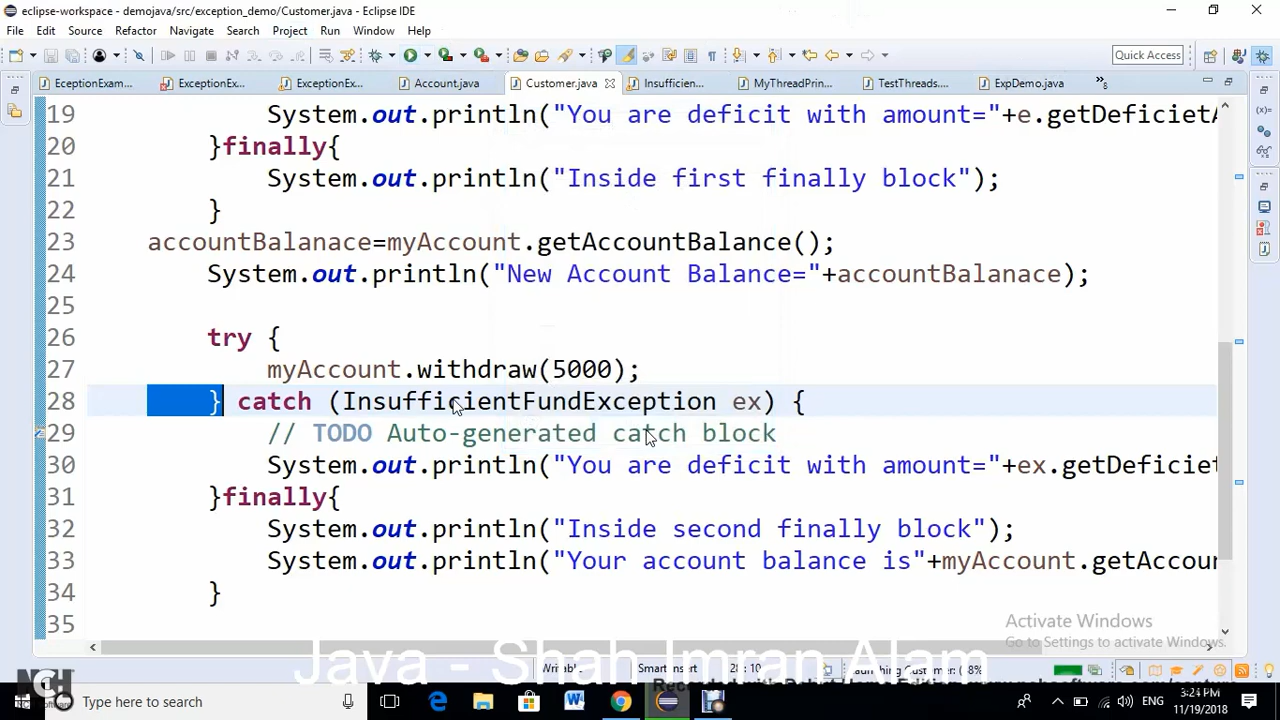 eclipse-workspace - demojava/src/exception_demo/Customer.java - Eclipse IDE
File Edit Source Refactor Navigate Search Project Run Window Help
Quick Access
EceptionExam... ExceptionEx... ExceptionEx... Account.java Customer.java Insufficien... MyThreadPrin... TestThreads.... ExpDemo.java
19 System.out.println("You are deficit with amount="+e.getDeficietA
20 }finally{
21 System.out.println("Inside first finally block");
22 }
23 accountBalanace=myAccount.getAccountBalance();
24 System.out.println("New Account Balance="+accountBalanace);
25
26 try {
27 myAccount.withdraw(5000);
28 } catch (InsufficientFundException ex) {
29 // TODO Auto-generated catch block
30 System.out.println("You are deficit with amount="+ex.getDeficiet
31 }finally{
32 System.out.println("Inside second finally block");
33 System.out.println("Your account balance is"+myAccount.getAccour
34 }
35
Activate Windows
Go to Settings to activate Windows.
Java - Shah Imran Alam
Smart Insert
NCH
Type here to search
ENG
3:24 PM
11/19/2018